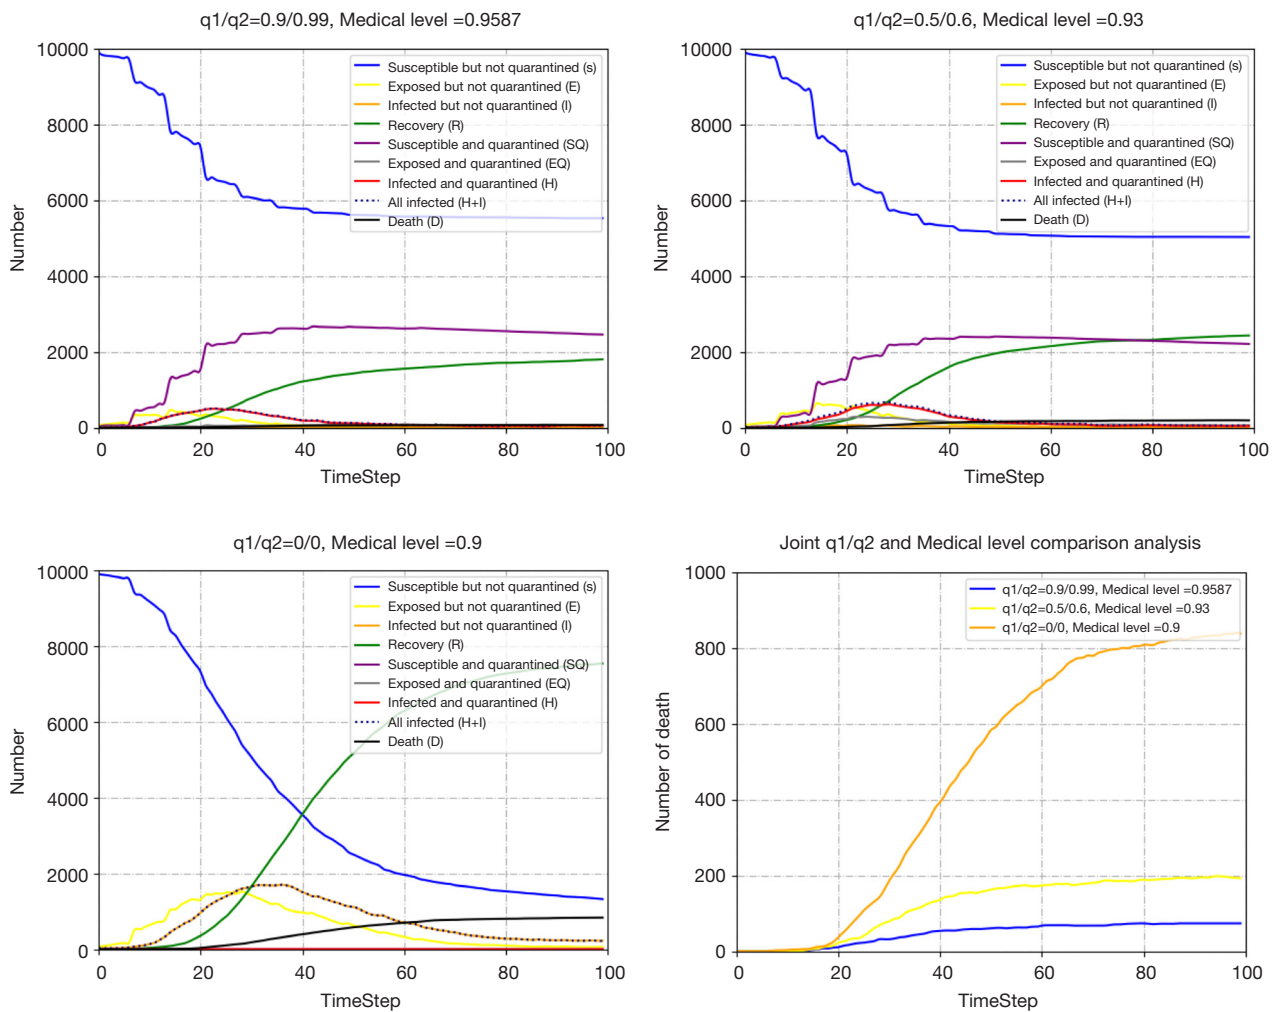 q1/q2=0.9/0.99, Medical level =0.9587
10000
8000
6000
4000
2000
0
Number
Susceptible but not quarantined (s)
Exposed but not quarantined (E)
Infected but not quarantined (I)
Recovery (R)
Susceptible and quarantined (SQ)
Exposed and quarantined (EQ)
Infected and quarantined (H)
All infected (H+I)
Death (D)
0 20 40 60 80 100
TimeStep
q1/q2=0.5/0.6, Medical level =0.93
10000
8000
6000
4000
2000
0
Number
Susceptible but not quarantined (s)
Exposed but not quarantined (E)
Infected but not quarantined (I)
Recovery (R)
Susceptible and quarantined (SQ)
Exposed and quarantined (EQ)
Infected and quarantined (H)
All infected (H+I)
Death (D)
0 20 40 60 80 100
TimeStep
q1/q2=0/0, Medical level =0.9
10000
8000
6000
4000
2000
0
Number
Susceptible but not quarantined (s)
Exposed but not quarantined (E)
Infected but not quarantined (I)
Recovery (R)
Susceptible and quarantined (SQ)
Exposed and quarantined (EQ)
Infected and quarantined (H)
All infected (H+I)
Death (D)
0 20 40 60 80 100
TimeStep
Joint q1/q2 and Medical level comparison analysis
1000
800
600
400
200
0
Number of death
q1/q2=0.9/0.99, Medical level =0.9587
q1/q2=0.5/0.6, Medical level =0.93
q1/q2=0/0, Medical level =0.9
0 20 40 60 80 100
TimeStep